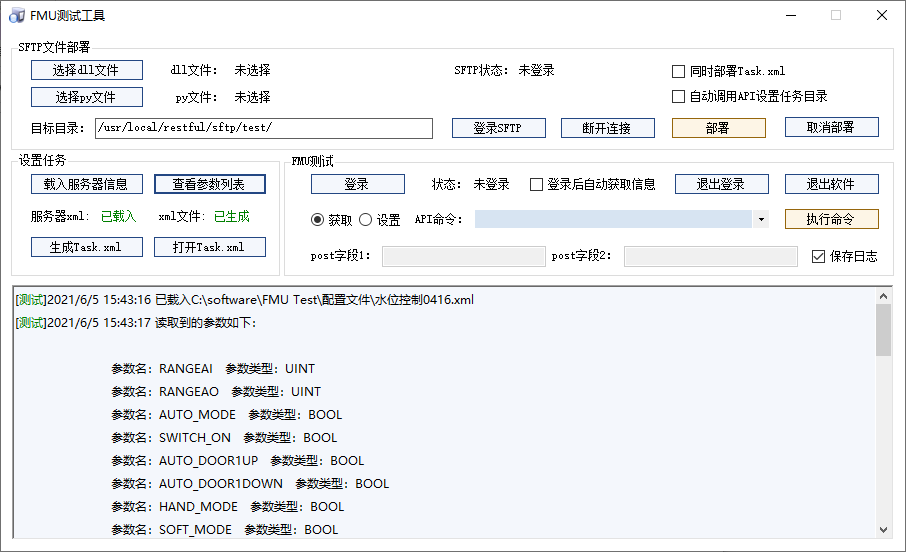 FMU测试工具
SFTP文件部署
选择dll文件 dll文件： 未选择 SFTP状态： 未登录 同时部署Task.xml
选择py文件 py文件： 未选择 自动调用API设置任务目录
目标目录： /usr/local/restful/sftp/test/ 登录SFTP 断开连接 部署 取消部署
设置任务
载入服务器信息 查看参数列表
服务器xml： 已载入 xml文件： 已生成
生成Task.xml 打开Task.xml
FMU测试
登录 状态： 未登录 登录后自动获取信息 退出登录 退出软件
获取 设置 API命令： 执行命令
post字段1： post字段2： 保存日志
[测试]2021/6/5 15:43:16 已载入C:\software\FMU Test\配置文件\水位控制0416.xml
[测试]2021/6/5 15:43:17 读取到的参数如下：
参数名：RANGEAI 参数类型：UINT
参数名：RANGEAO 参数类型：UINT
参数名：AUTO_MODE 参数类型：BOOL
参数名：SWITCH_ON 参数类型：BOOL
参数名：AUTO_DOOR1UP 参数类型：BOOL
参数名：AUTO_DOOR1DOWN 参数类型：BOOL
参数名：HAND_MODE 参数类型：BOOL
参数名：SOFT_MODE 参数类型：BOOL